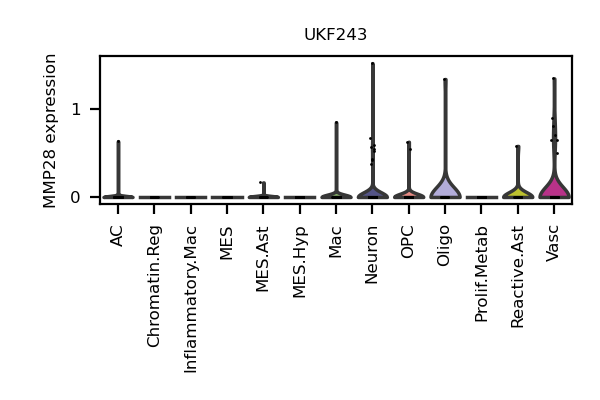 UKF243
MMP28 expression
1
0
AC
Chromatin.Reg
Inflammatory.Mac
MES
MES.Ast
MES.Hyp
Mac
Neuron
OPC
Oligo
Prolif.Metab
Reactive.Ast
Vasc